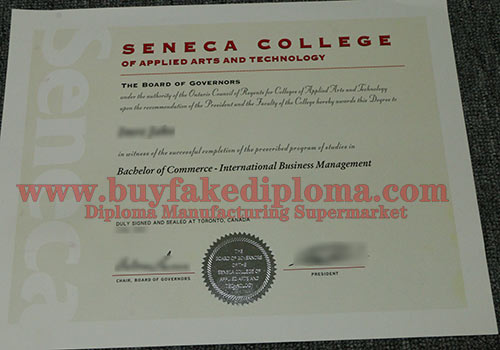 Seneca
SENECA COLLEGE
OF APPLIED ARTS AND TECHNOLOGY
THE BOARD OF GOVERNORS
under the authority of the Ontario Council of Regents for Colleges of Applied Arts and Technology
upon the recommendation of the President and the Faculty of the College hereby awards this Degree to
in witness of the successful completion of the prescribed program of studies in
Bachelor of Commerce - International Business Management
www.buyfakediploma.com
Diploma Manufacturing Supermarket
DULY SIGNED AND SEALED AT TORONTO, CANADA
THE
BOARD OF GOVERNORS
OF THE
SENECA COLLEGE OF
APPLIED ARTS AND
TECHNOLOGY
CHAIR, BOARD OF GOVERNORS
PRESIDENT